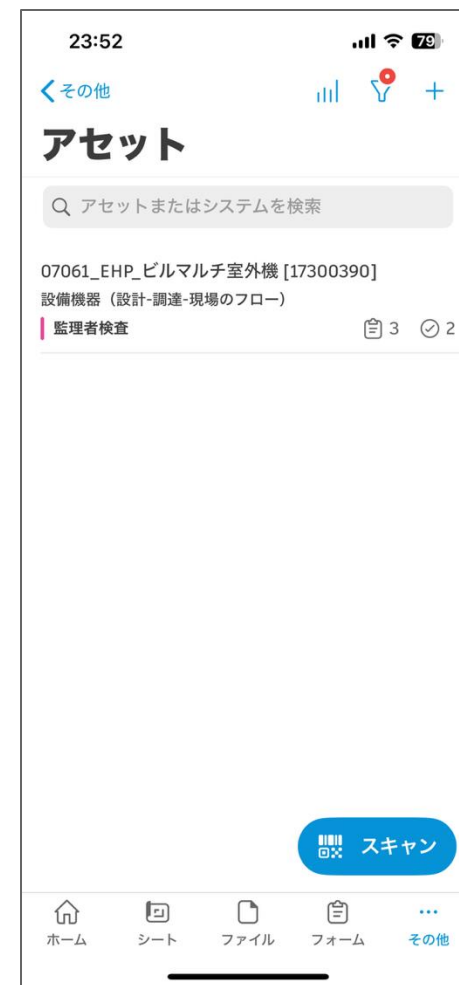 23:52
79
その他
アセット
アセットまたはシステムを検索
07061_EHP_ビルマルチ室外機 [17300390]
設備機器（設計-調達-現場のフロー）
監理者検査 3 2
スキャン
ホーム シート ファイル フォーム その他